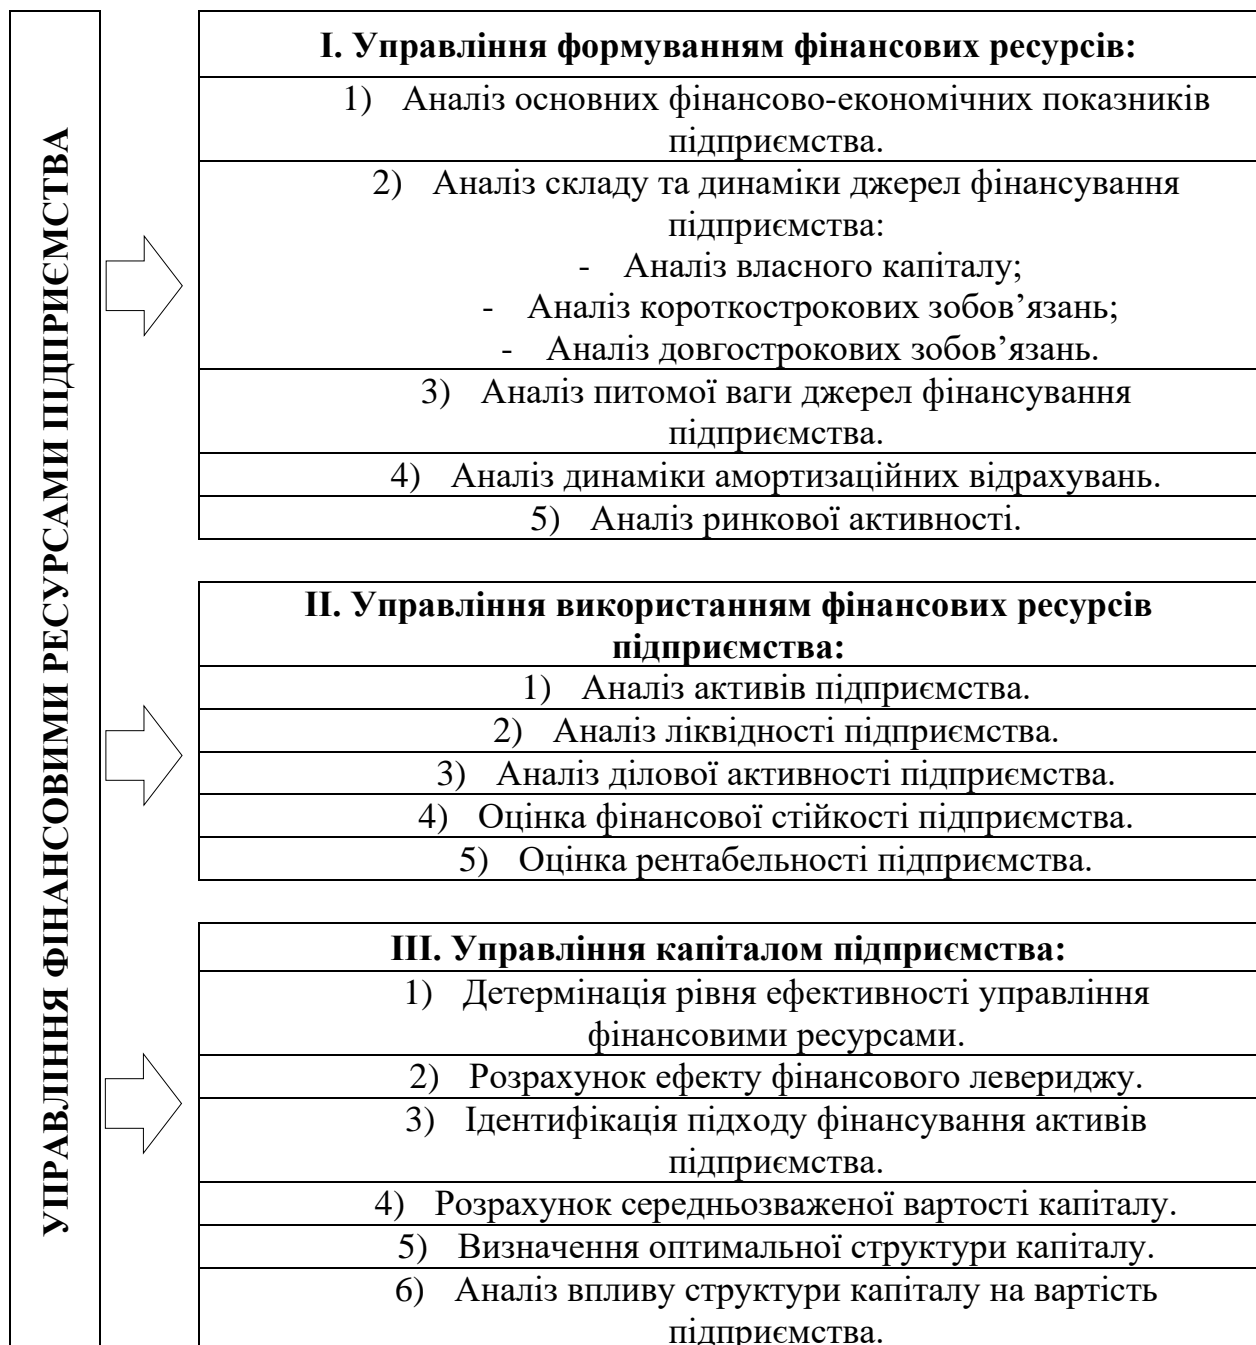 УПРАВЛІННЯ ФІНАНСОВИМИ РЕСУРСАМИ ПІДПРИЄМСТВА
І. Управління формуванням фінансових ресурсів:
1) Аналіз основних фінансово-економічних показників
підприємства.
2) Аналіз складу та динаміки джерел фінансування
підприємства:
- Аналіз власного капіталу;
- Аналіз короткострокових зобов’язань;
- Аналіз довгострокових зобов’язань.
3) Аналіз питомої ваги джерел фінансування
підприємства.
4) Аналіз динаміки амортизаційних відрахувань.
5) Аналіз ринкової активності.
ІІ. Управління використанням фінансових ресурсів
підприємства:
1) Аналіз активів підприємства.
2) Аналіз ліквідності підприємства.
3) Аналіз ділової активності підприємства.
4) Оцінка фінансової стійкості підприємства.
5) Оцінка рентабельності підприємства.
ІІІ. Управління капіталом підприємства:
1) Детермінація рівня ефективності управління
фінансовими ресурсами.
2) Розрахунок ефекту фінансового левериджу.
3) Ідентифікація підходу фінансування активів
підприємства.
4) Розрахунок середньозваженої вартості капіталу.
5) Визначення оптимальної структури капіталу.
6) Аналіз впливу структури капіталу на вартість
підприємства.